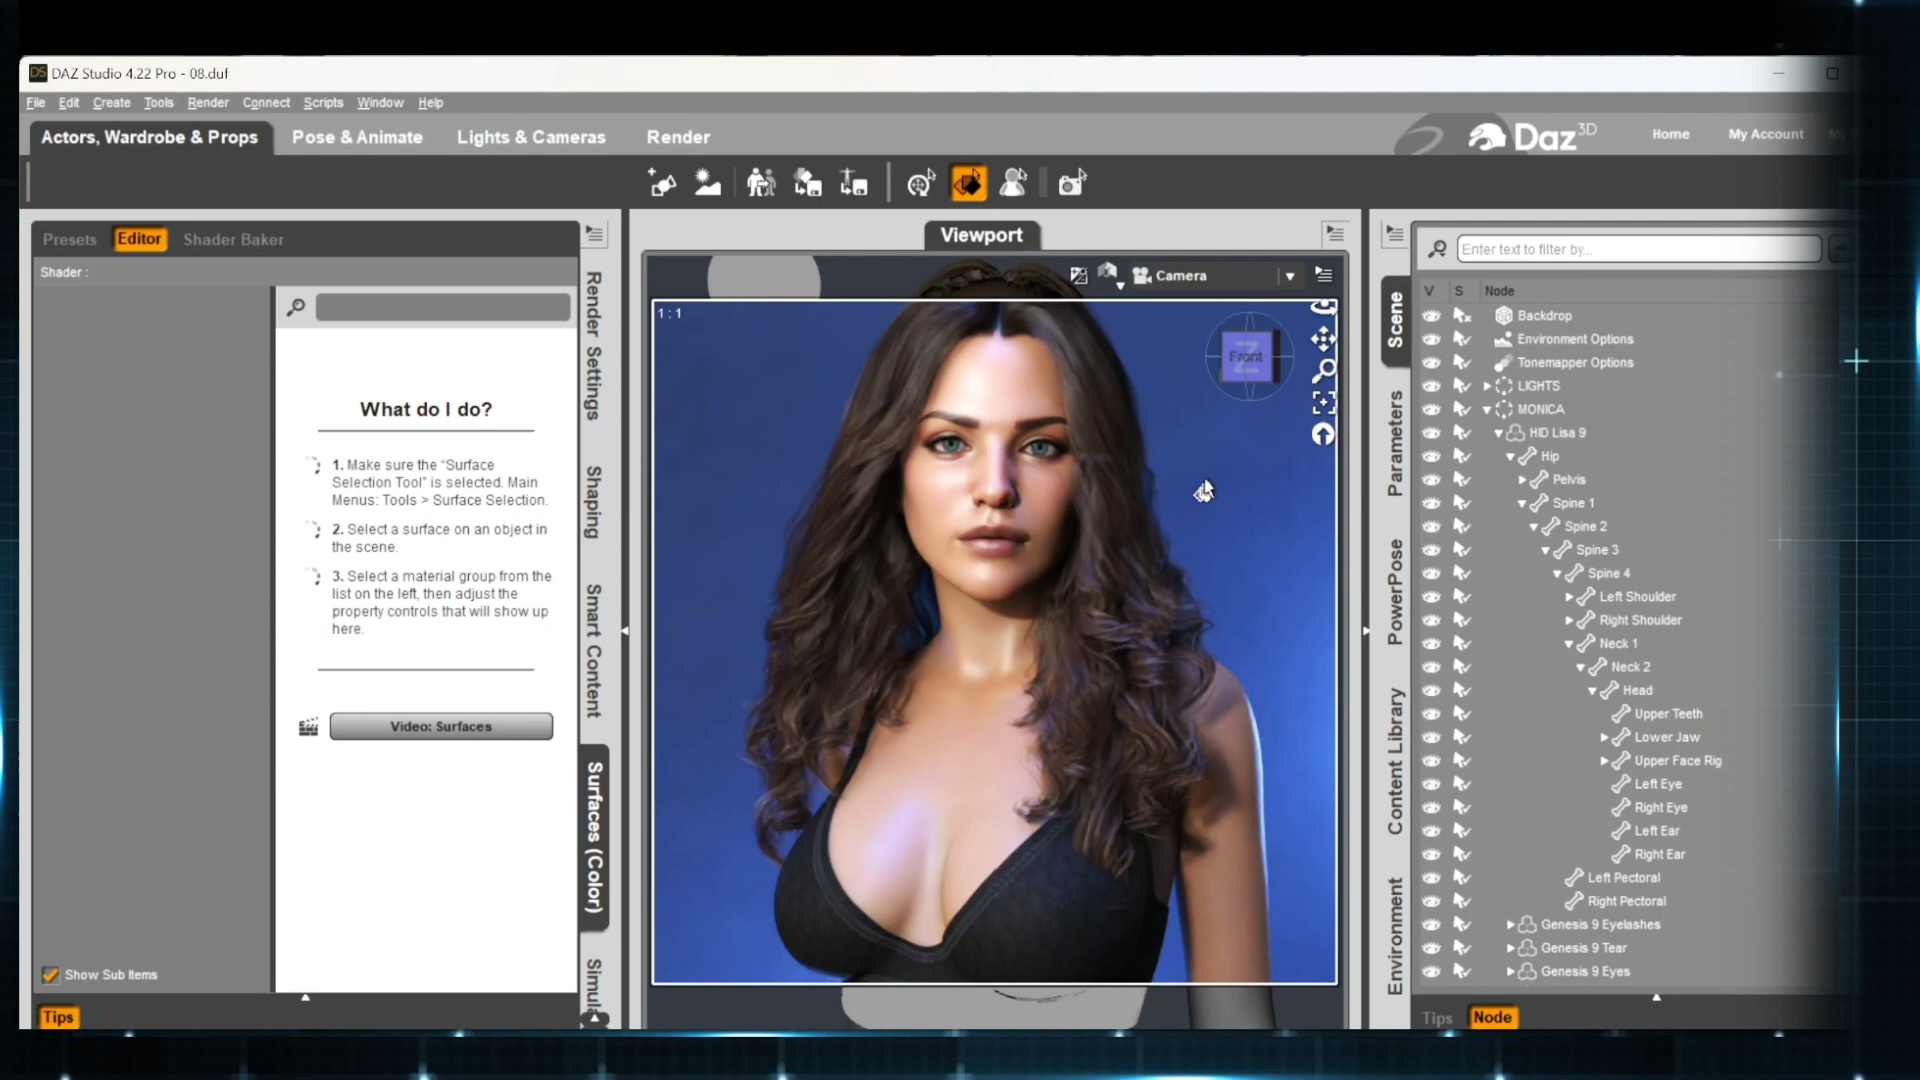 DAZ Studio 4.22 Pro - 08.duf
File Edit Create Tools Render Connect Scripts Window Help
Actors, Wardrobe & Props Pose & Animate Lights & Cameras Render
Daz3D Home My Account My
Presets Editor Shader Baker
Shader :
What do I do?
1. Make sure the "Surface
Selection Tool" is selected. Main
Menus: Tools > Surface Selection.
2. Select a surface on an object in
the scene.
3. Select a material group from the
list on the left, then adjust the
property controls that will show up
here.
Video: Surfaces
Show Sub Items
Tips
Render Settings
Shaping
Smart Content
Surfaces (Color)
Simula
Viewport
Camera
1 : 1
Front
Scene
Parameters
PowerPose
Content Library
Environment
Enter text to filter by...
V S Node
Backdrop
Environment Options
Tonemapper Options
LIGHTS
MONICA
HID Lisa 9
Hip
Pelvis
Spine 1
Spine 2
Spine 3
Spine 4
Left Shoulder
Right Shoulder
Neck 1
Neck 2
Head
Upper Teeth
Lower Jaw
Upper Face Rig
Left Eye
Right Eye
Left Ear
Right Ear
Left Pectoral
Right Pectoral
Genesis 9 Eyelashes
Genesis 9 Tear
Genesis 9 Eyes
Tips Node